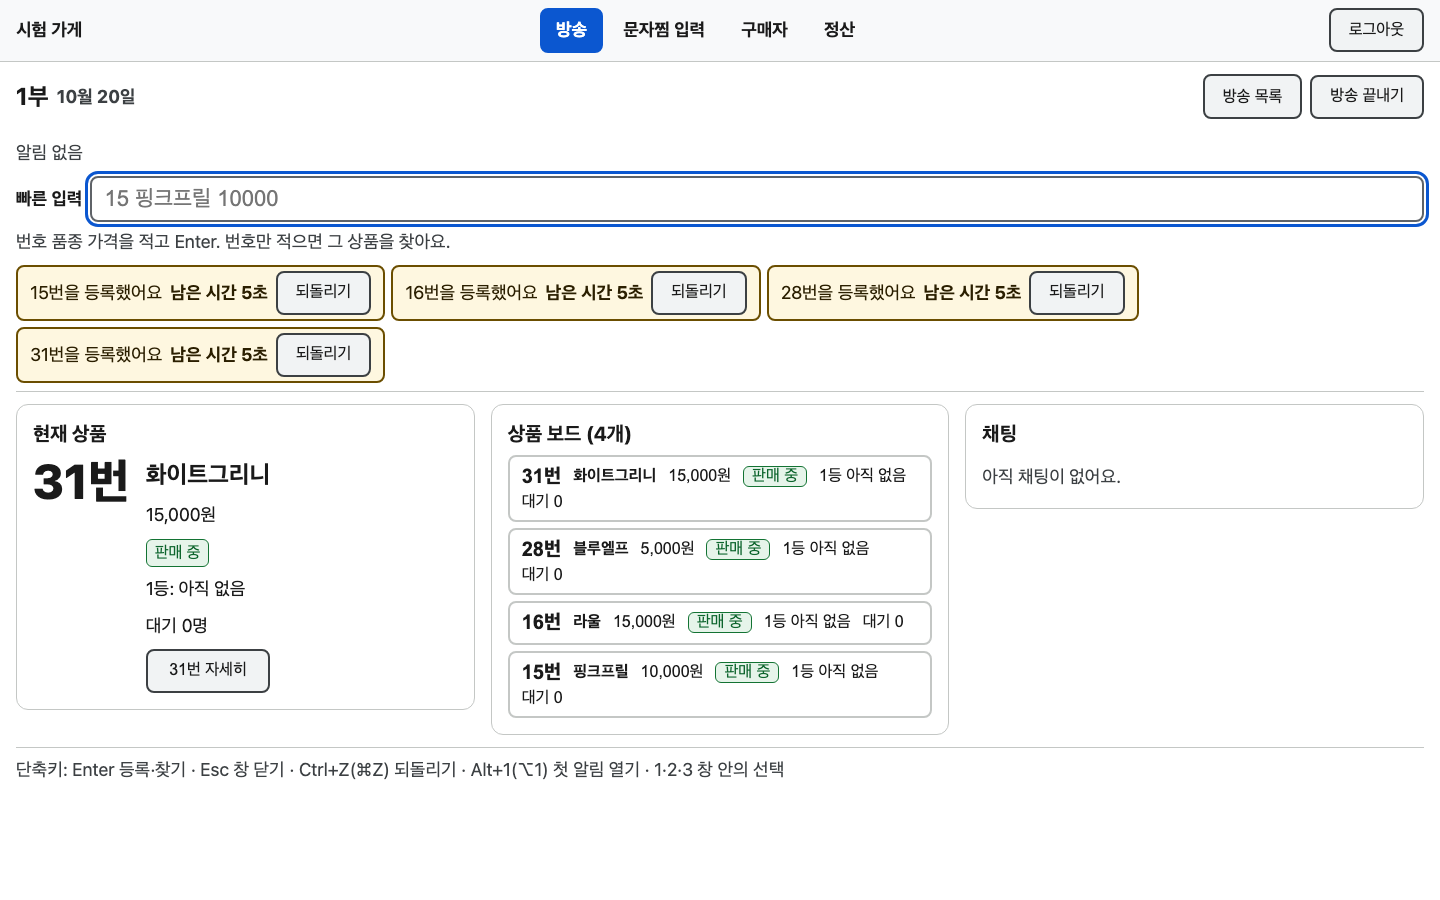 시험 가게
방송 문자찜 입력 구매자 정산
로그아웃
1부 10월 20일
방송 목록 방송 끝내기
알림 없음
빠른 입력 15 핑크프릴 10000
번호 품종 가격을 적고 Enter. 번호만 적으면 그 상품을 찾아요.
15번을 등록했어요 남은 시간 5초 되돌리기
16번을 등록했어요 남은 시간 5초 되돌리기
28번을 등록했어요 남은 시간 5초 되돌리기
31번을 등록했어요 남은 시간 5초 되돌리기
현재 상품
31번 화이트그리니
15,000원
판매 중
1등: 아직 없음
대기 0명
31번 자세히
상품 보드 (4개)
31번 화이트그리니 15,000원 판매 중 1등 아직 없음
대기 0
28번 블루엘프 5,000원 판매 중 1등 아직 없음
대기 0
16번 라울 15,000원 판매 중 1등 아직 없음 대기 0
15번 핑크프릴 10,000원 판매 중 1등 아직 없음
대기 0
채팅
아직 채팅이 없어요.
단축키: Enter 등록·찾기 · Esc 창 닫기 · Ctrl+Z(⌘Z) 되돌리기 · Alt+1(⌥1) 첫 알림 열기 · 1·2·3 창 안의 선택